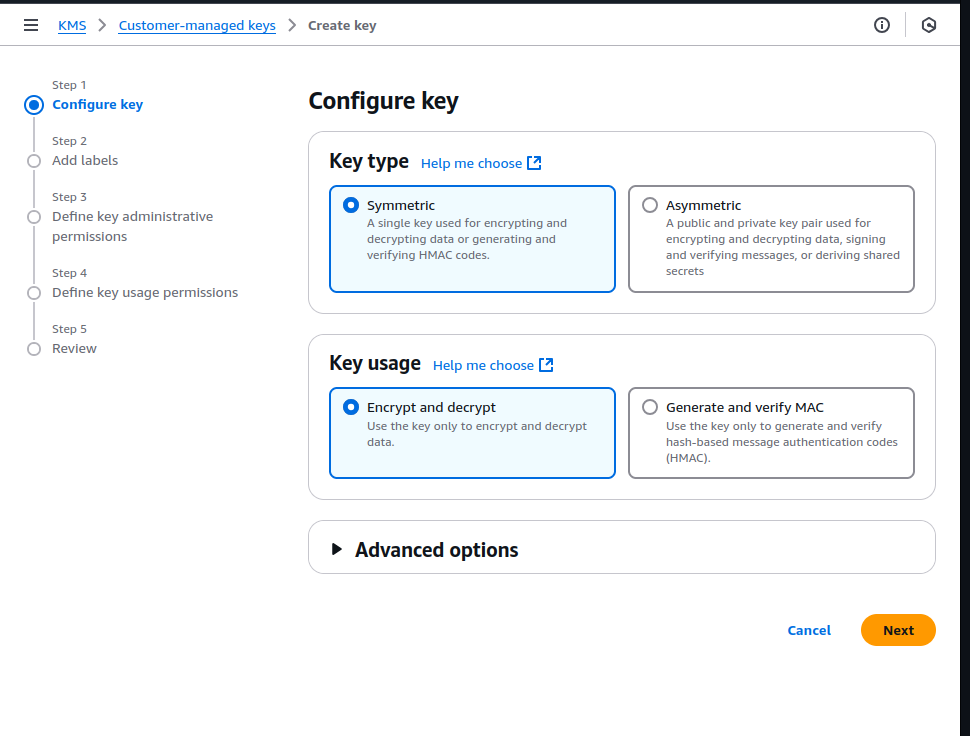 KMS > Customer-managed keys > Create key
Step 1
Configure key
Step 2
Add labels
Step 3
Define key administrative
permissions
Step 4
Define key usage permissions
Step 5
Review
Configure key
Key type Help me choose
Symmetric
A single key used for encrypting and
decrypting data or generating and
verifying HMAC codes.
Asymmetric
A public and private key pair used for
encrypting and decrypting data, signing
and verifying messages, or deriving shared
secrets
Key usage Help me choose
Encrypt and decrypt
Use the key only to encrypt and decrypt
data.
Generate and verify MAC
Use the key only to generate and verify
hash-based message authentication codes
(HMAC).
Advanced options
Cancel Next